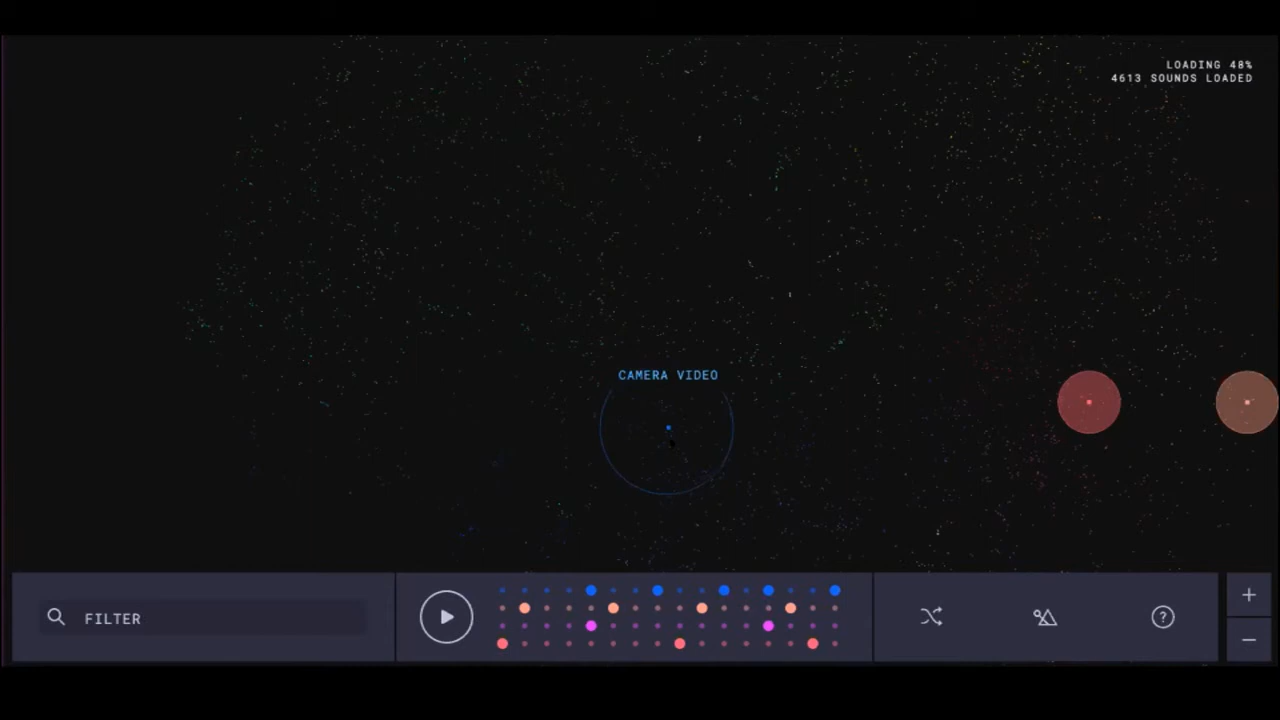 LOADING 48%
4613 SOUNDS LOADED
CAMERA VIDEO
FILTER
?
+
−